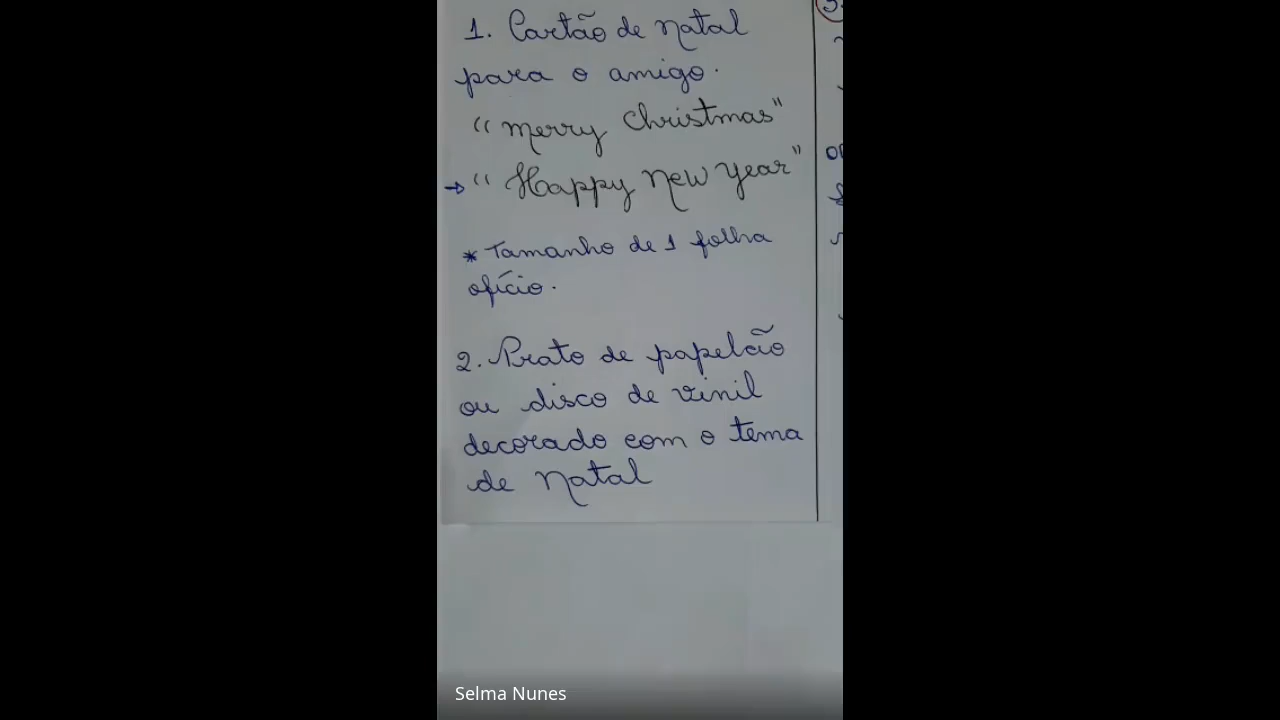 1. Cartão de natal
para o amigo.
"Merry Christmas"
→ "Happy New Year"
* Tamanho de 1 folha
ofício.
2. Prato de papelão
ou disco de vinil
decorado com o tema
de Natal
Selma Nunes